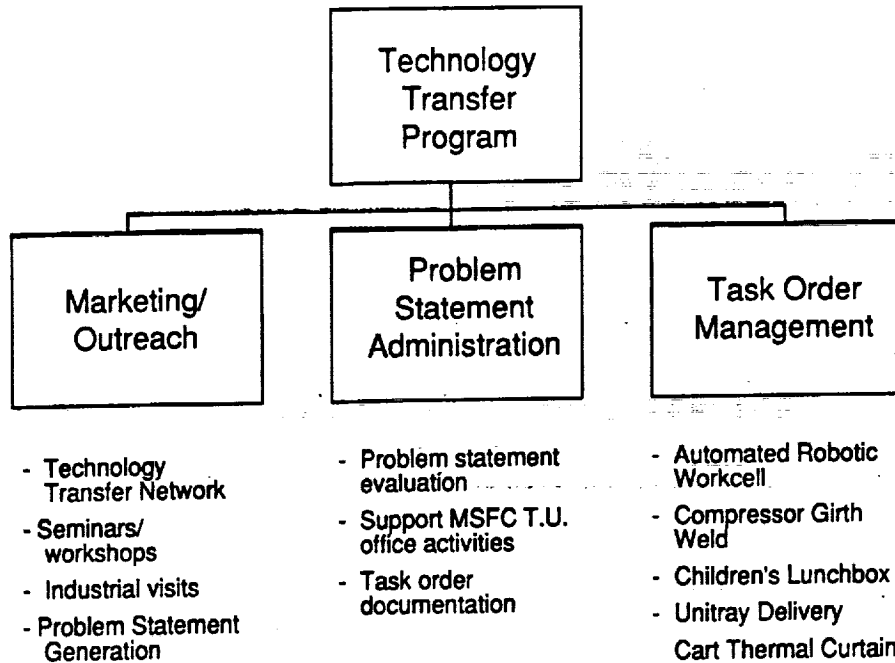 Technology
Transfer
Program
Marketing/
Outreach
Problem
Statement
Administration
Task Order
Management
- Technology
Transfer Network
- Seminars/
workshops
- Industrial visits
- Problem Statement
Generation
- Problem statement
evaluation
- Support MSFC T.U.
office activities
- Task order
documentation
- Automated Robotic
Workcell
- Compressor Girth
Weld
- Children's Lunchbox
- Unitray Delivery
Cart Thermal Curtain